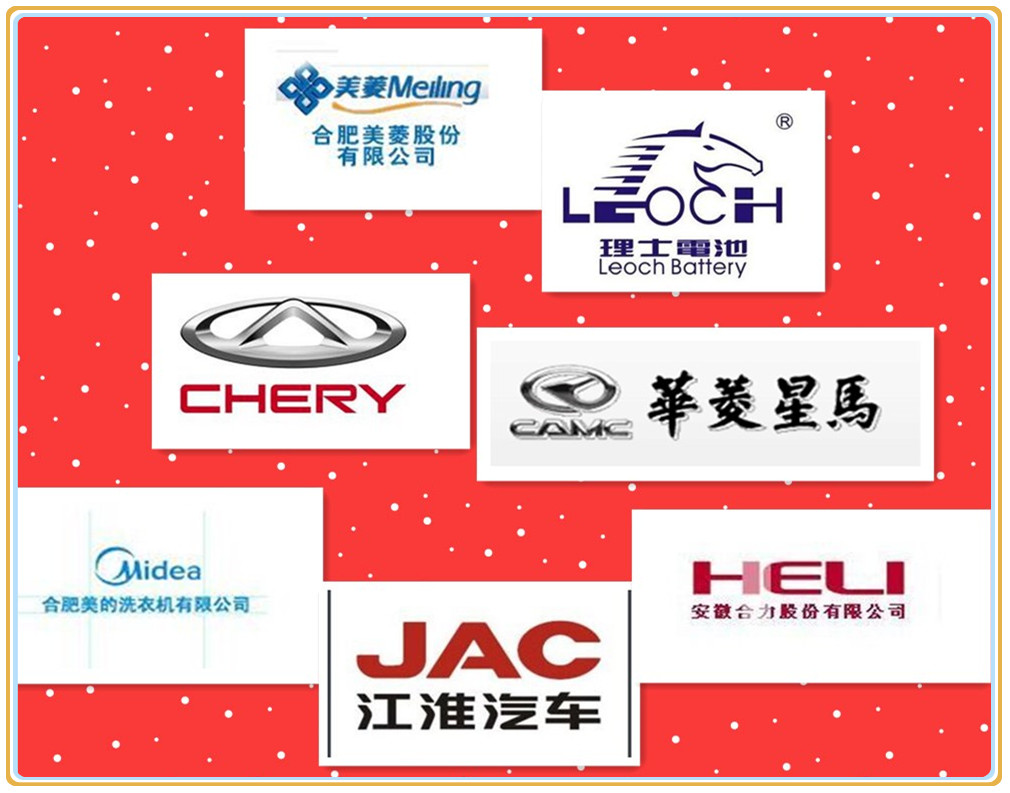 美菱Meiling
合肥美菱股份
有限公司
®
LEOCH
理士電池
Leoch Battery
CHERY
CAMC 華菱星馬
Midea
合肥美的洗衣机有限公司
HELI
安徽合力股份有限公司
JAC
江淮汽车